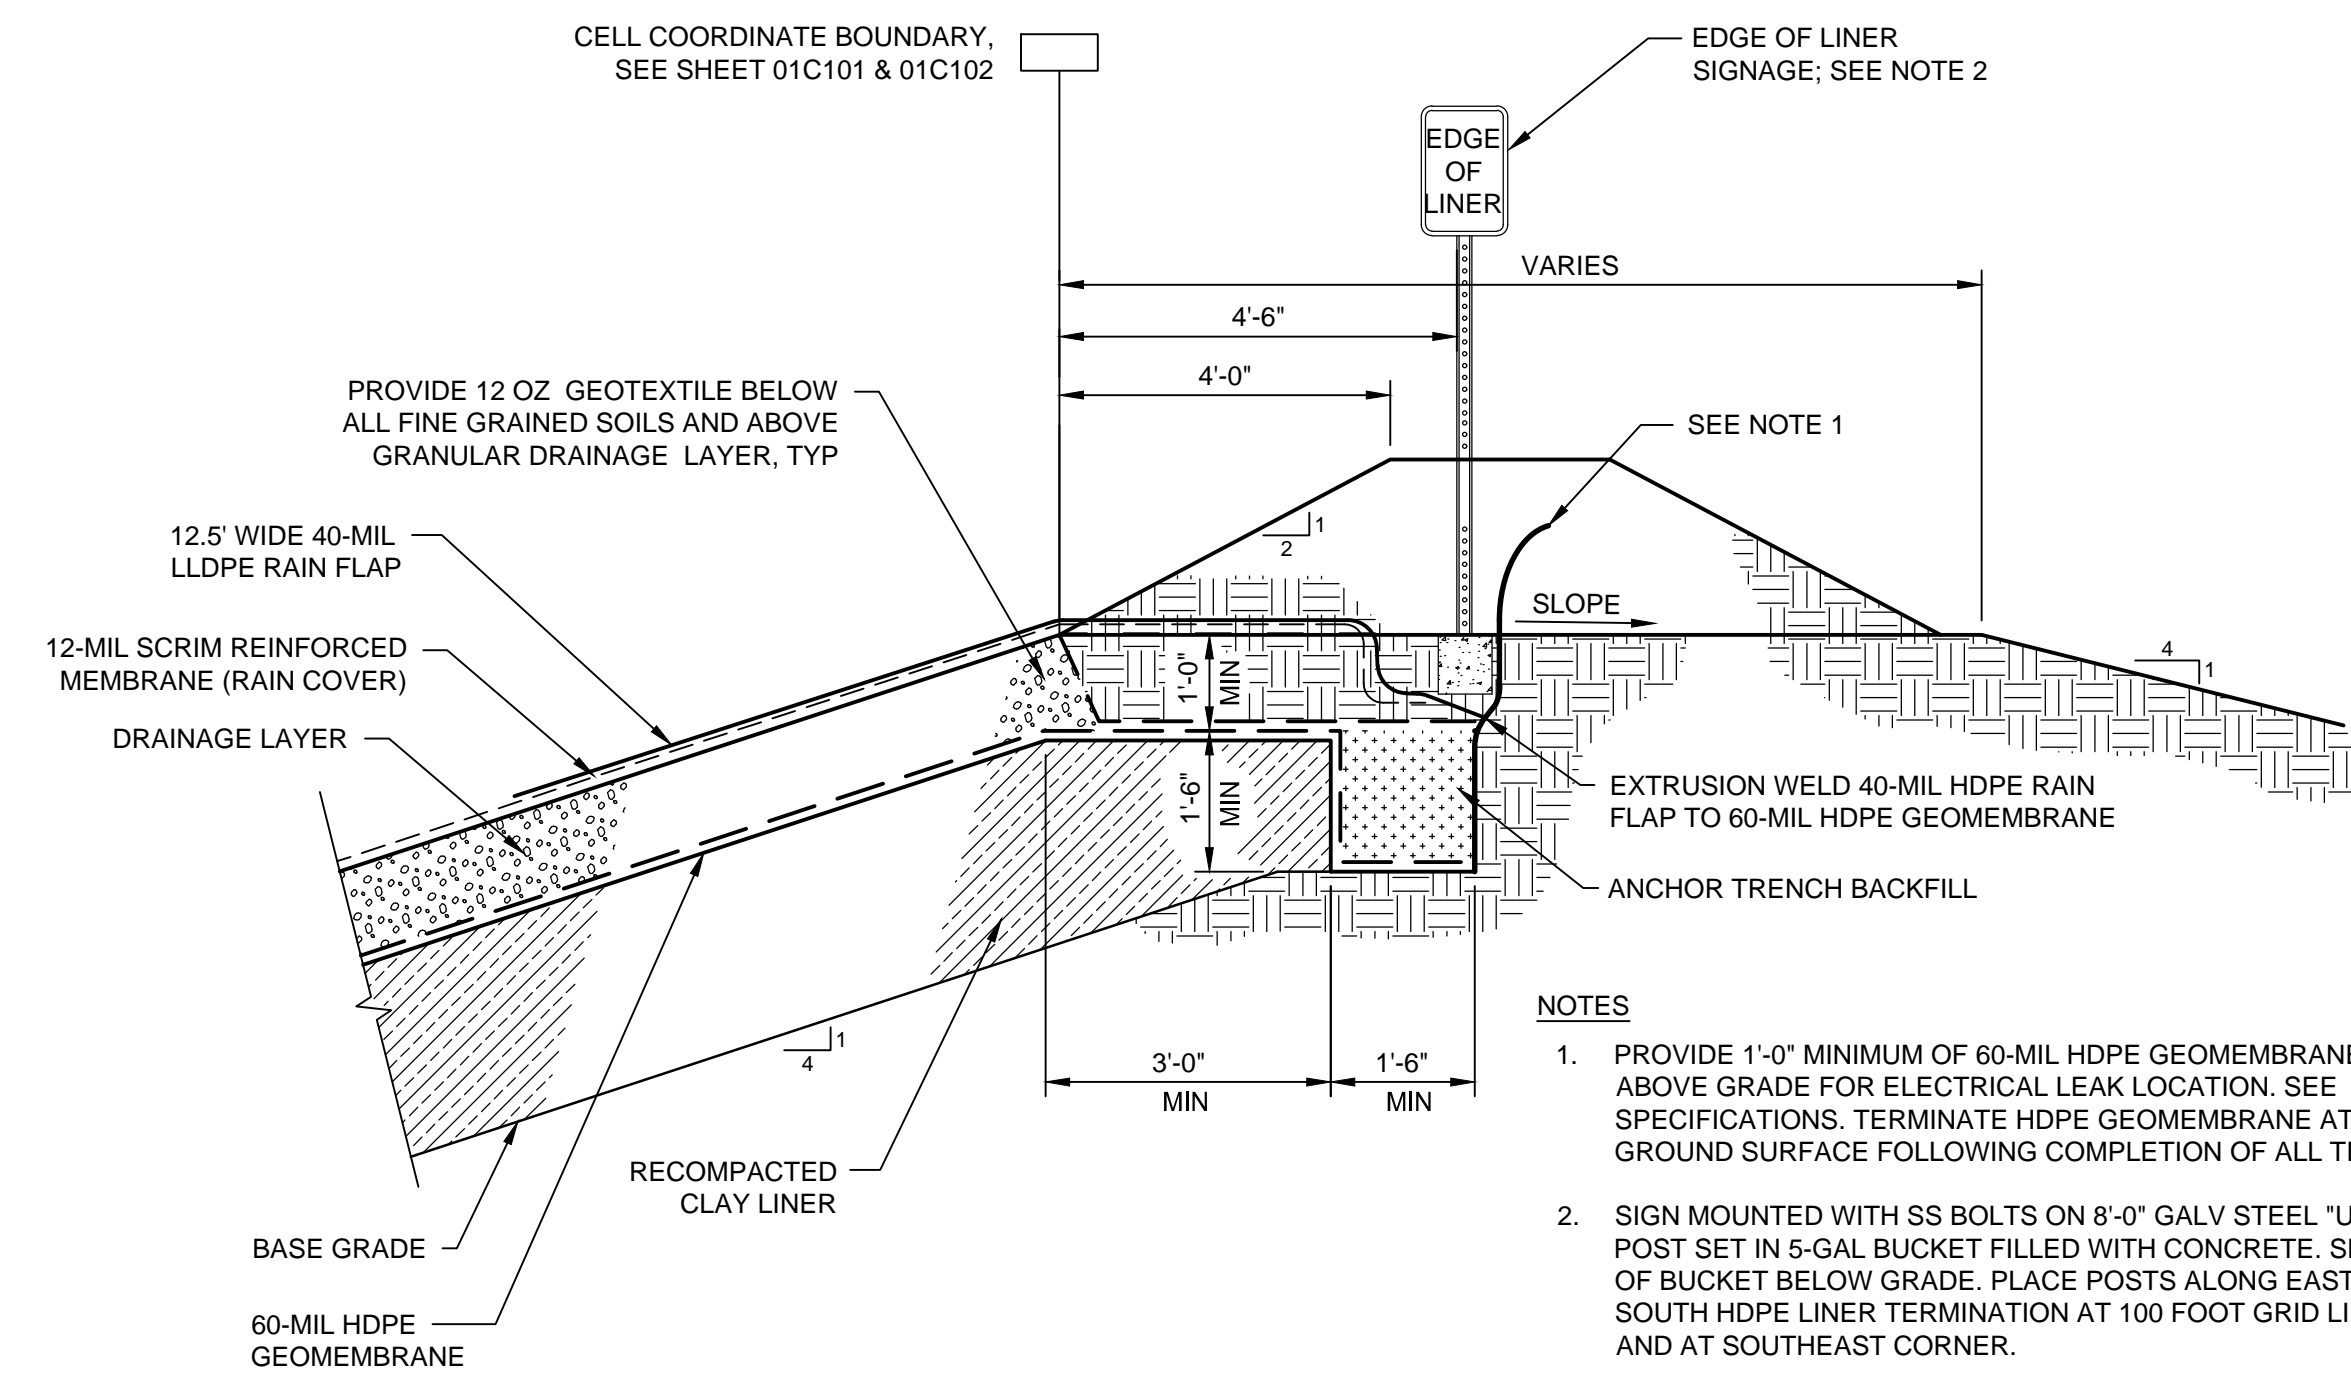 CELL COORDINATE BOUNDARY,
SEE SHEET 01C101 & 01C102
EDGE OF LINER
SIGNAGE; SEE NOTE 2
EDGE
OF
LINER
VARIES
4'-6"
4'-0"
PROVIDE 12 OZ GEOTEXTILE BELOW
ALL FINE GRAINED SOILS AND ABOVE
GRANULAR DRAINAGE LAYER, TYP
SEE NOTE 1
12.5' WIDE 40-MIL
LLDPE RAIN FLAP
1
2
SLOPE
12-MIL SCRIM REINFORCED
MEMBRANE (RAIN COVER)
4
1
1'-0"
MIN
DRAINAGE LAYER
1'-6"
MIN
EXTRUSION WELD 40-MIL HDPE RAIN
FLAP TO 60-MIL HDPE GEOMEMBRANE
ANCHOR TRENCH BACKFILL
1
4
3'-0"
MIN
1'-6"
MIN
RECOMPACTED
CLAY LINER
BASE GRADE
60-MIL HDPE
GEOMEMBRANE
NOTES
1. PROVIDE 1'-0" MINIMUM OF 60-MIL HDPE GEOMEMBRANE
ABOVE GRADE FOR ELECTRICAL LEAK LOCATION. SEE
SPECIFICATIONS. TERMINATE HDPE GEOMEMBRANE AT
GROUND SURFACE FOLLOWING COMPLETION OF ALL
2. SIGN MOUNTED WITH SS BOLTS ON 8'-0" GALV STEEL "U
POST SET IN 5-GAL BUCKET FILLED WITH CONCRETE.
OF BUCKET BELOW GRADE. PLACE POSTS ALONG EAST
SOUTH HDPE LINER TERMINATION AT 100 FOOT GRID
AND AT SOUTHEAST CORNER.